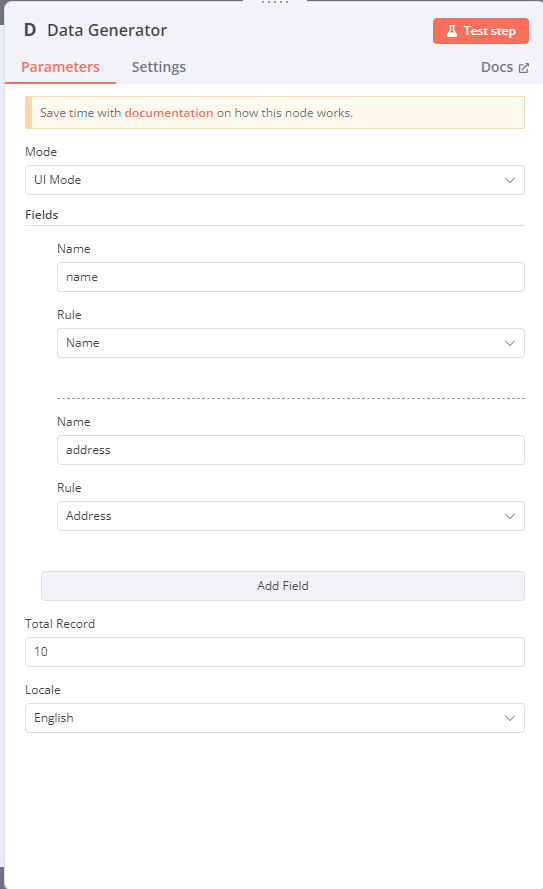 D Data Generator
Test step
Parameters Settings Docs
Save time with documentation on how this node works.
Mode
UI Mode
Fields
Name
name
Rule
Name
Name
address
Rule
Address
Add Field
Total Record
10
Locale
English